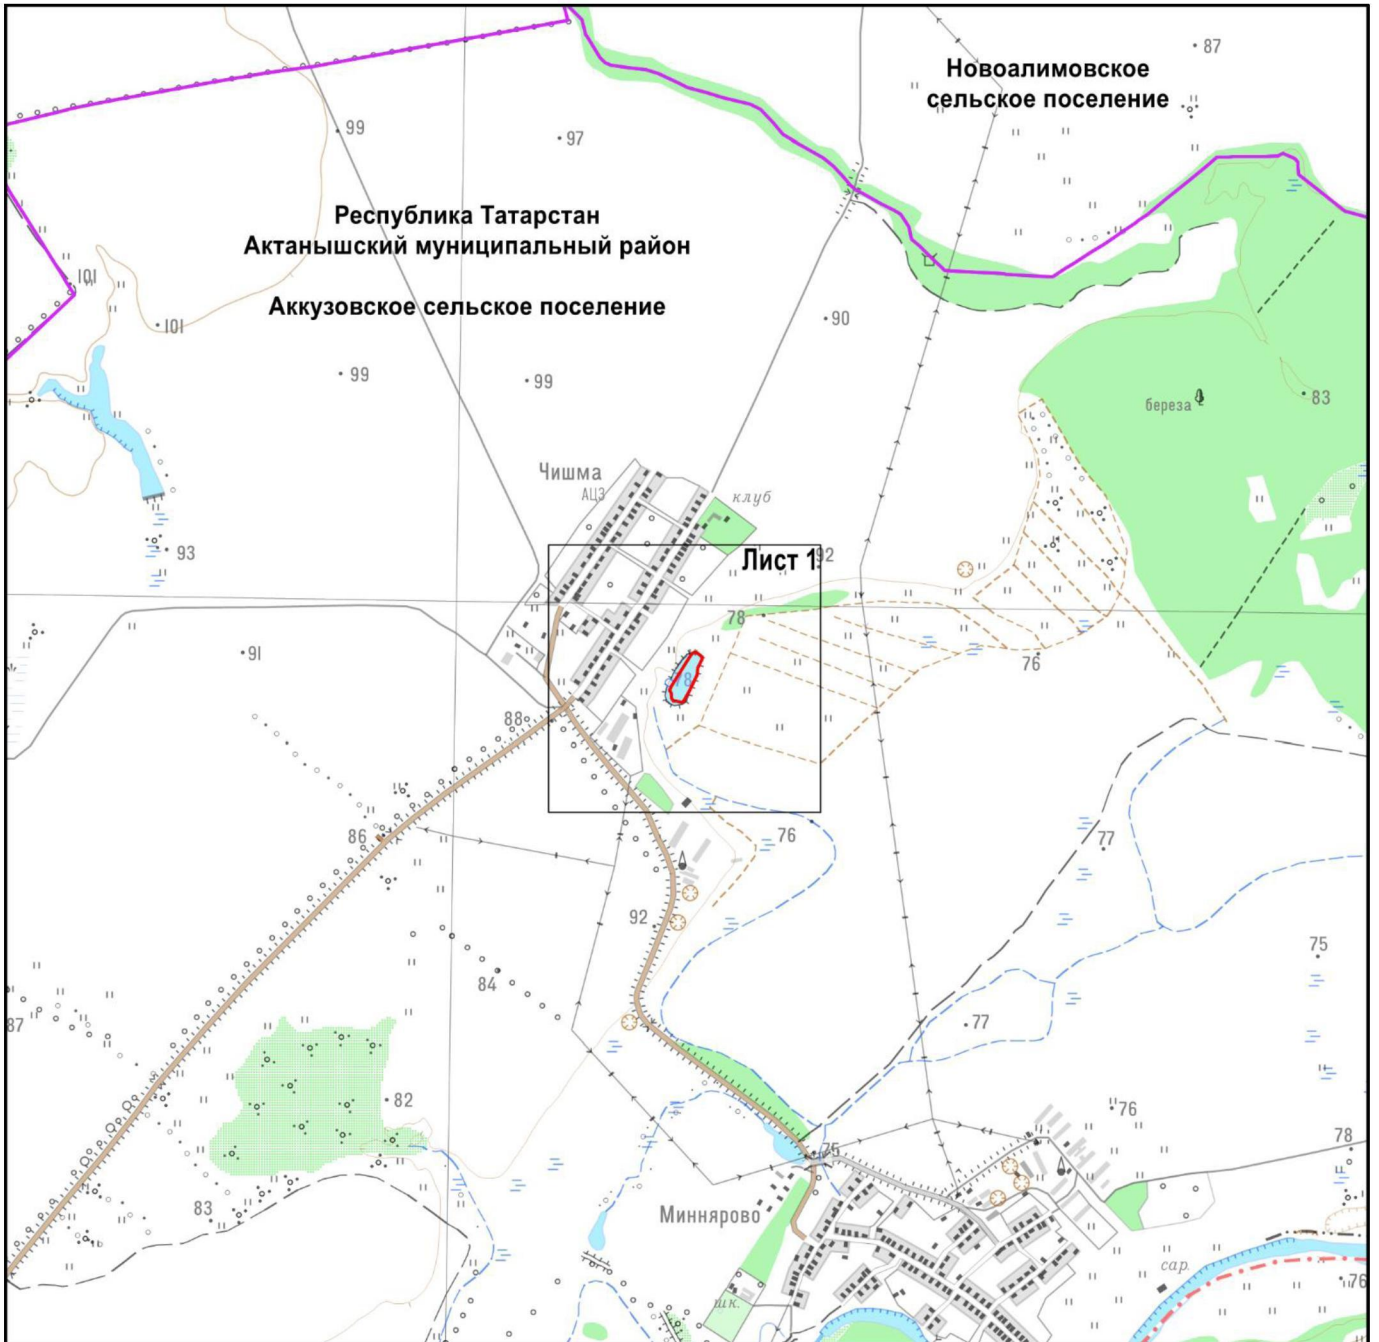 87
Новоалимовское
сельское поселение
99
97
Республика Татарстан
Актанышский муниципальный район
101
Аккузовское сельское поселение
101
90
99
99
береза
83
Чишма
АЦЗ
клуб
93
Лист 1
92
78
91
76
78
88
86
76
77
92
75
84
87
77
82
76
78
75
83
Миннярово
сар.
76
шк.